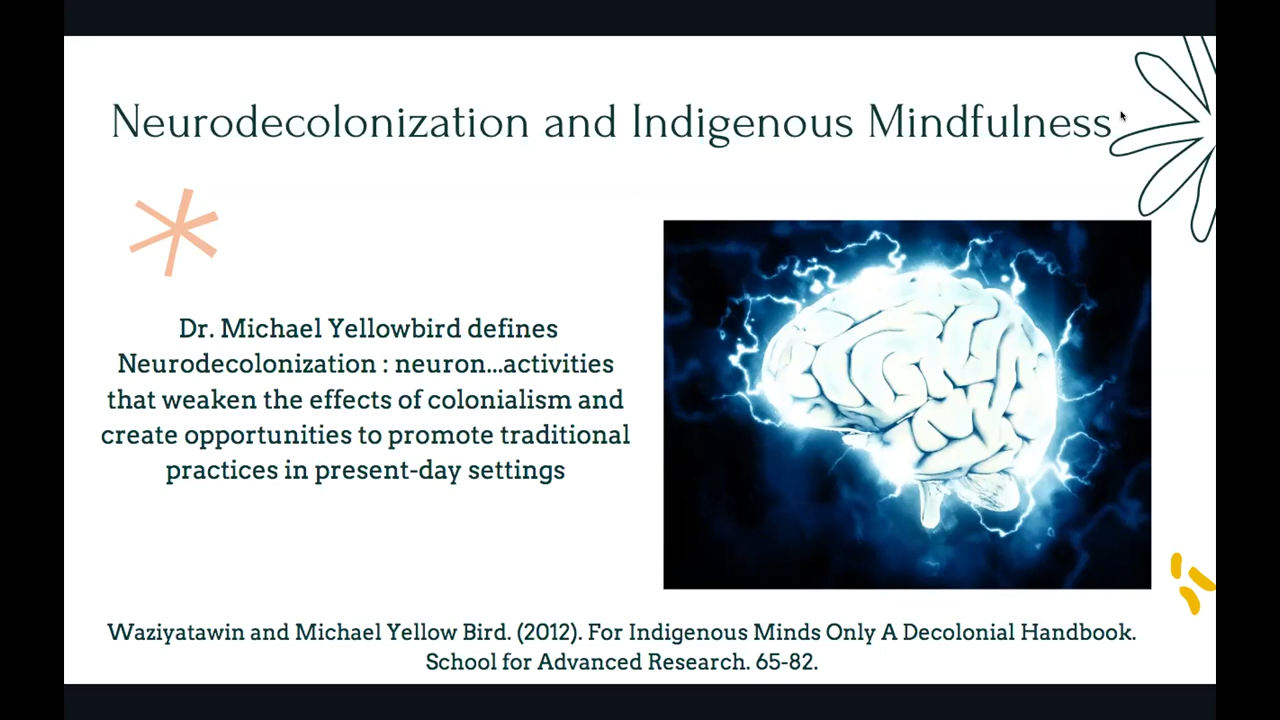 Neurodecolonization and Indigenous Mindfulness
Dr. Michael Yellowbird defines
Neurodecolonization : neuron...activities
that weaken the effects of colonialism and
create opportunities to promote traditional
practices in present-day settings
Waziyatawin and Michael Yellow Bird. (2012). For Indigenous Minds Only A Decolonial Handbook.
School for Advanced Research. 65-82.